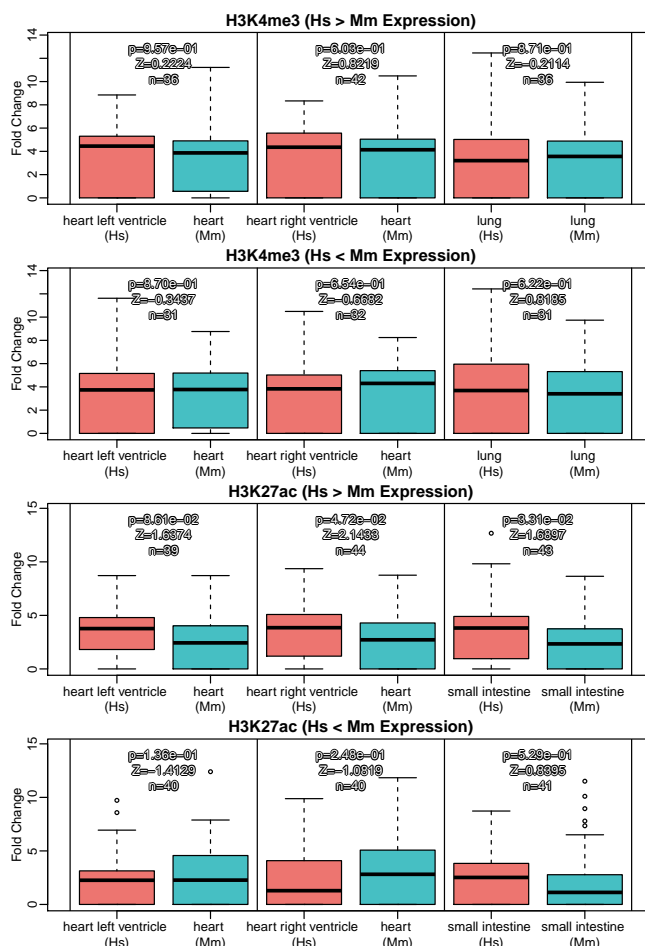 H3K4me3 (Hs > Mm Expression)
Fold Change
0 2 4 6 8 10 14
p=9.57e−01
Z=0.2224
n=36
p=6.03e−01
Z=0.8219
n=42
p=8.71e−01
Z=−0.2114
n=36
heart left ventricle heart heart right ventricle heart lung lung
(Hs) (Mm) (Hs) (Mm) (Hs) (Mm)
H3K4me3 (Hs < Mm Expression)
Fold Change
0 2 4 6 8 10 14
p=8.70e−01
Z=−0.3437
n=31
p=6.54e−01
Z=−0.6682
n=32
p=6.22e−01
Z=0.8185
n=31
heart left ventricle heart heart right ventricle heart lung lung
(Hs) (Mm) (Hs) (Mm) (Hs) (Mm)
H3K27ac (Hs > Mm Expression)
Fold Change
0 5 10 15
p=8.61e−02
Z=1.6374
n=39
p=4.72e−02
Z=2.1433
n=44
p=3.31e−02
Z=1.6897
n=43
heart left ventricle heart heart right ventricle heart small intestine small intestine
(Hs) (Mm) (Hs) (Mm) (Hs) (Mm)
H3K27ac (Hs < Mm Expression)
Fold Change
0 5 10 15
p=1.36e−01
Z=−1.4129
n=40
p=2.48e−01
Z=−1.0819
n=40
p=5.29e−01
Z=0.8395
n=41
heart left ventricle heart heart right ventricle heart small intestine small intestine
(Hs) (Mm) (Hs) (Mm) (Hs) (Mm)